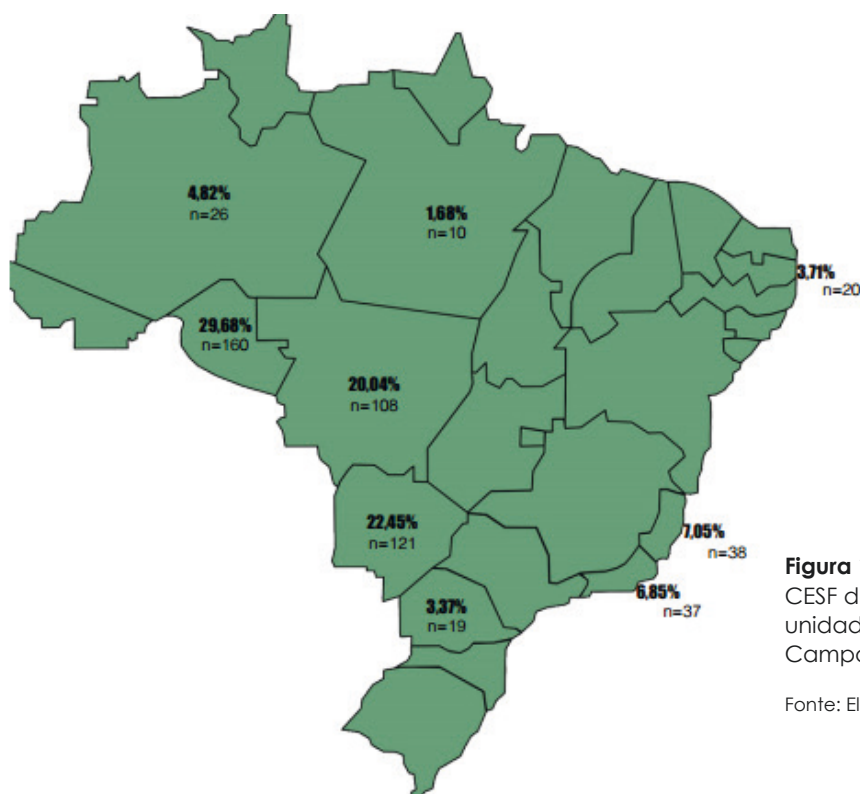 4,82%
n=26
1,68%
n=10
3,71%
n=20
29,68%
n=160
20,04%
n=108
22,45%
n=121
7,05%
n=38
6,85%
n=37
3,37%
n=19
Figura
CESF d
unidad
Campo
Fonte: El